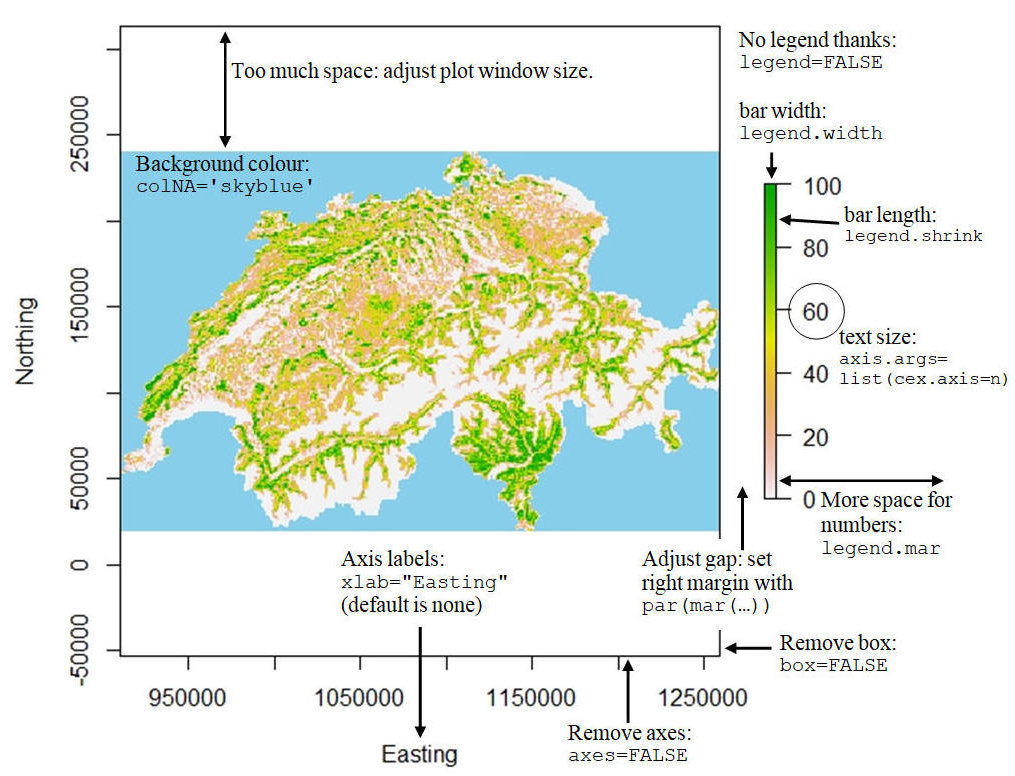 No legend thanks:
legend=FALSE
Too much space: adjust plot window size.
bar width:
legend.width
250000
Background colour:
colNA='skyblue'
100
bar length:
legend.shrink
80
150000
60
Northing
text size:
axis.args=
list(cex.axis=n)
40
20
50000
0
More space for
numbers:
legend.mar
0
Axis labels:
xlab="Easting"
(default is none)
Adjust gap: set
right margin with
par(mar(…))
-50000
Remove box:
box=FALSE
950000
1050000
1150000
1250000
Remove axes:
axes=FALSE
Easting